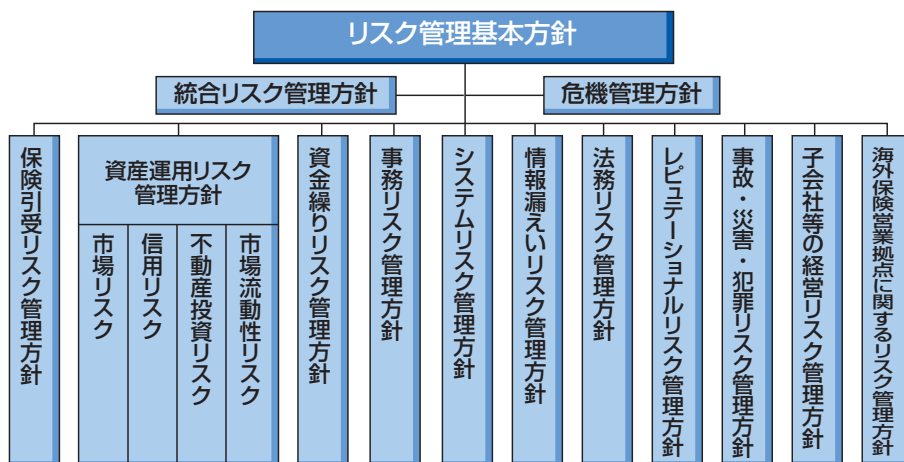 リスク管理基本方針
統合リスク管理方針
危機管理方針
保険引受リスク管理方針
資産運用リスク
管理方針
市場リスク
信用リスク
不動産投資リスク
市場流動性リスク
資金繰りリスク管理方針
事務リスク管理方針
システムリスク管理方針
情報漏えいリスク管理方針
法務リスク管理方針
レピュテーショナルリスク管理方針
事故・災害・犯罪リスク管理方針
子会社等の経営リスク管理方針
海外保険営業拠点に関するリスク管理方針